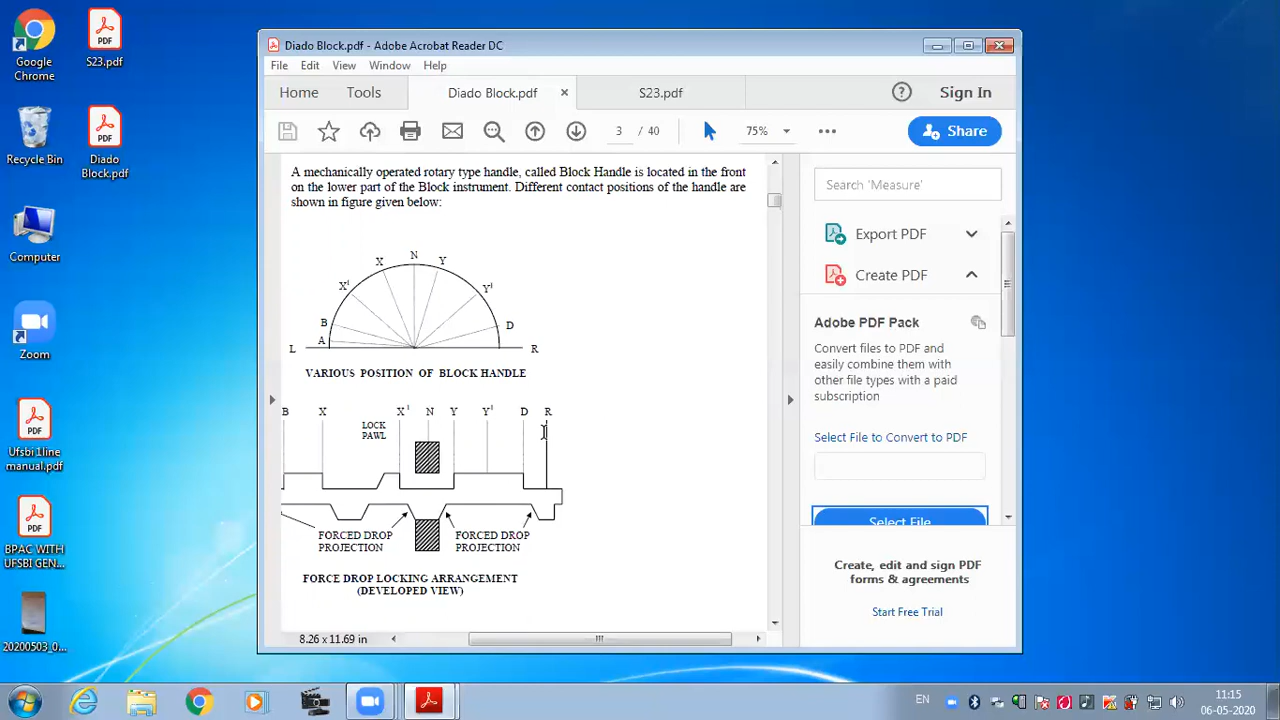 Google
Chrome
S23.pdf
Recycle Bin
Diado
Block.pdf
Computer
Zoom
Ufsbi 1line
manual.pdf
BPAC WITH
UFSBI GEN...
20200503_0...
Diado Block.pdf - Adobe Acrobat Reader DC
File Edit View Window Help
Home Tools Diado Block.pdf × S23.pdf ? Sign In
3 / 40 75% ••• Share
A mechanically operated rotary type handle, called Block Handle is located in the front
on the lower part of the Block instrument. Different contact positions of the handle are
shown in figure given below:
N
X Y
X¹ Y¹
B D
A
L R
VARIOUS POSITION OF BLOCK HANDLE
B X X¹ N Y Y¹ D R
LOCK
PAWL
FORCED DROP
PROJECTION
FORCED DROP
PROJECTION
FORCE DROP LOCKING ARRANGEMENT
(DEVELOPED VIEW)
8.26 x 11.69 in
Search 'Measure'
Export PDF
Create PDF
Adobe PDF Pack
Convert files to PDF and
easily combine them with
other file types with a paid
subscription
Select File to Convert to PDF
Select File
Create, edit and sign PDF
forms & agreements
Start Free Trial
EN
11:15
06-05-2020